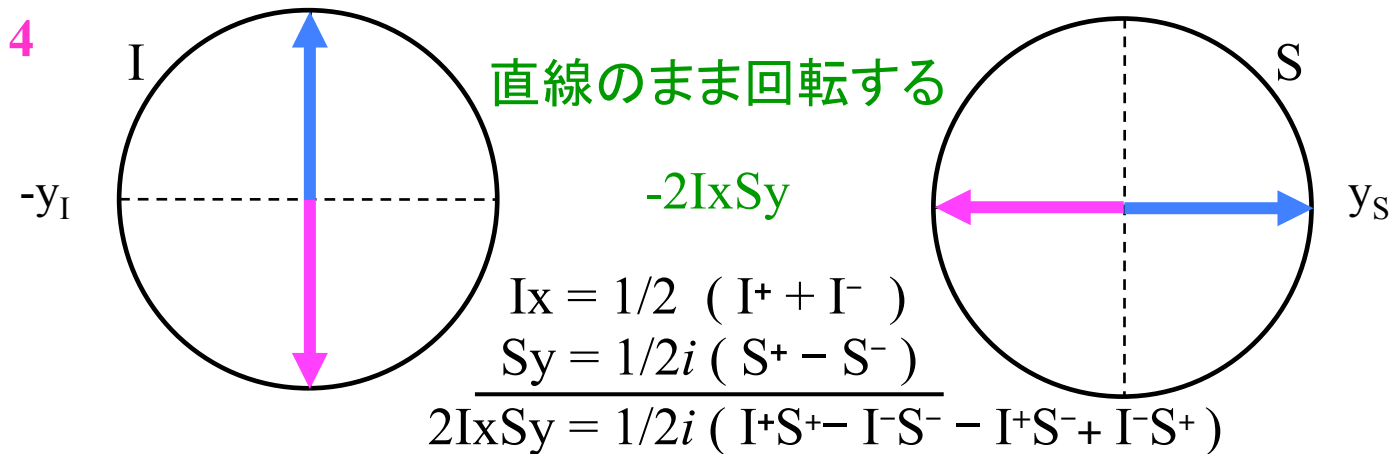 4
I
直線のまま回転する
S
-yI
-2IxSy
yS
Ix = 1/2 ( I⁺ + I⁻ )
Sy = 1/2i ( S⁺ − S⁻ )
2IxSy = 1/2i ( I⁺S⁺− I⁻S⁻ − I⁺S⁻+ I⁻S⁺ )